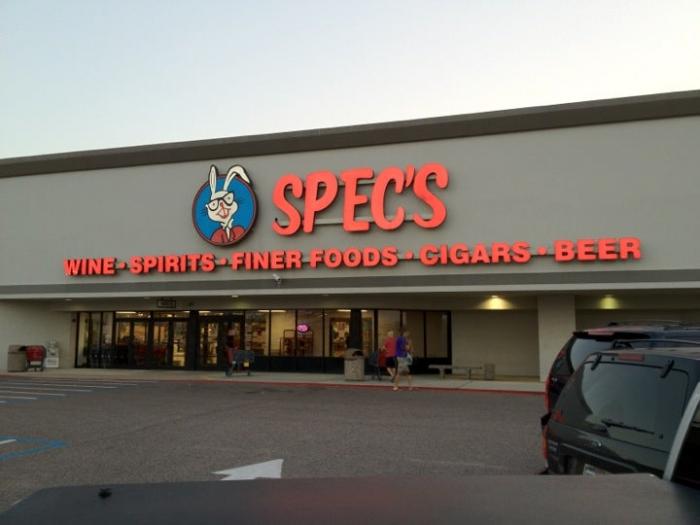 SPEC'S
WINE • SPIRITS • FINER FOODS • CIGARS • BEER